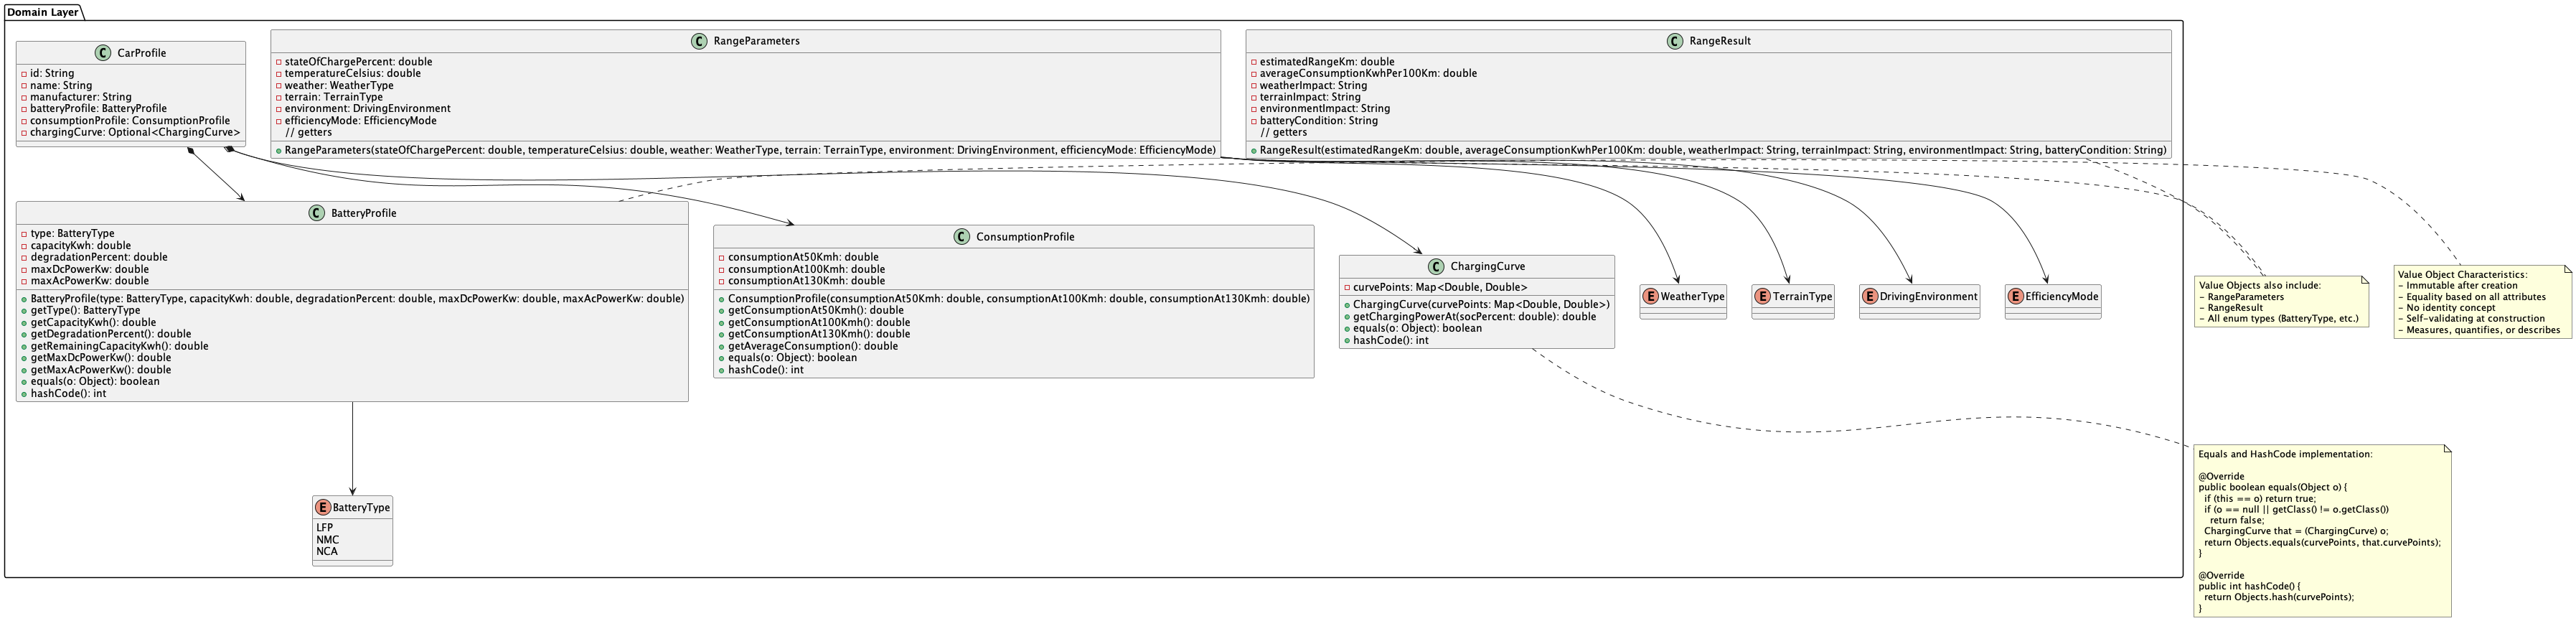 Domain Layer
C CarProfile
id: String
name: String
manufacturer: String
batteryProfile: BatteryProfile
consumptionProfile: ConsumptionProfile
chargingCurve: Optional<ChargingCurve>
C RangeParameters
stateOfChargePercent: double
temperatureCelsius: double
weather: WeatherType
terrain: TerrainType
environment: DrivingEnvironment
efficiencyMode: EfficiencyMode
// getters
RangeParameters(stateOfChargePercent: double, temperatureCelsius: double, weather: WeatherType, terrain: TerrainType, environment: DrivingEnvironment, efficiencyMode: EfficiencyMode)
C RangeResult
estimatedRangeKm: double
averageConsumptionKwhPer100Km: double
weatherImpact: String
terrainImpact: String
environmentImpact: String
batteryCondition: String
// getters
RangeResult(estimatedRangeKm: double, averageConsumptionKwhPer100Km: double, weatherImpact: String, terrainImpact: String, environmentImpact: String, batteryCondition: String)
C BatteryProfile
type: BatteryType
capacityKwh: double
degradationPercent: double
maxDcPowerKw: double
maxAcPowerKw: double
BatteryProfile(type: BatteryType, capacityKwh: double, degradationPercent: double, maxDcPowerKw: double, maxAcPowerKw: double)
getType(): BatteryType
getCapacityKwh(): double
getDegradationPercent(): double
getRemainingCapacityKwh(): double
getMaxDcPowerKw(): double
getMaxAcPowerKw(): double
equals(o: Object): boolean
hashCode(): int
C ConsumptionProfile
consumptionAt50Kmh: double
consumptionAt100Kmh: double
consumptionAt130Kmh: double
ConsumptionProfile(consumptionAt50Kmh: double, consumptionAt100Kmh: double, consumptionAt130Kmh: double)
getConsumptionAt50Kmh(): double
getConsumptionAt100Kmh(): double
getConsumptionAt130Kmh(): double
getAverageConsumption(): double
equals(o: Object): boolean
hashCode(): int
C ChargingCurve
curvePoints: Map<Double, Double>
ChargingCurve(curvePoints: Map<Double, Double>)
getChargingPowerAt(socPercent: double): double
equals(o: Object): boolean
hashCode(): int
E WeatherType
E TerrainType
E DrivingEnvironment
E EfficiencyMode
Value Objects also include:
- RangeParameters
- RangeResult
- All enum types (BatteryType, etc.)
Value Object Characteristics:
- Immutable after creation
- Equality based on all attributes
- No identity concept
- Self-validating at construction
- Measures, quantifies, or describes
E BatteryType
LFP
NMC
NCA
Equals and HashCode implementation:
@Override
public boolean equals(Object o) {
if (this == o) return true;
if (o == null || getClass() != o.getClass())
return false;
ChargingCurve that = (ChargingCurve) o;
return Objects.equals(curvePoints, that.curvePoints);
}
@Override
public int hashCode() {
return Objects.hash(curvePoints);
}